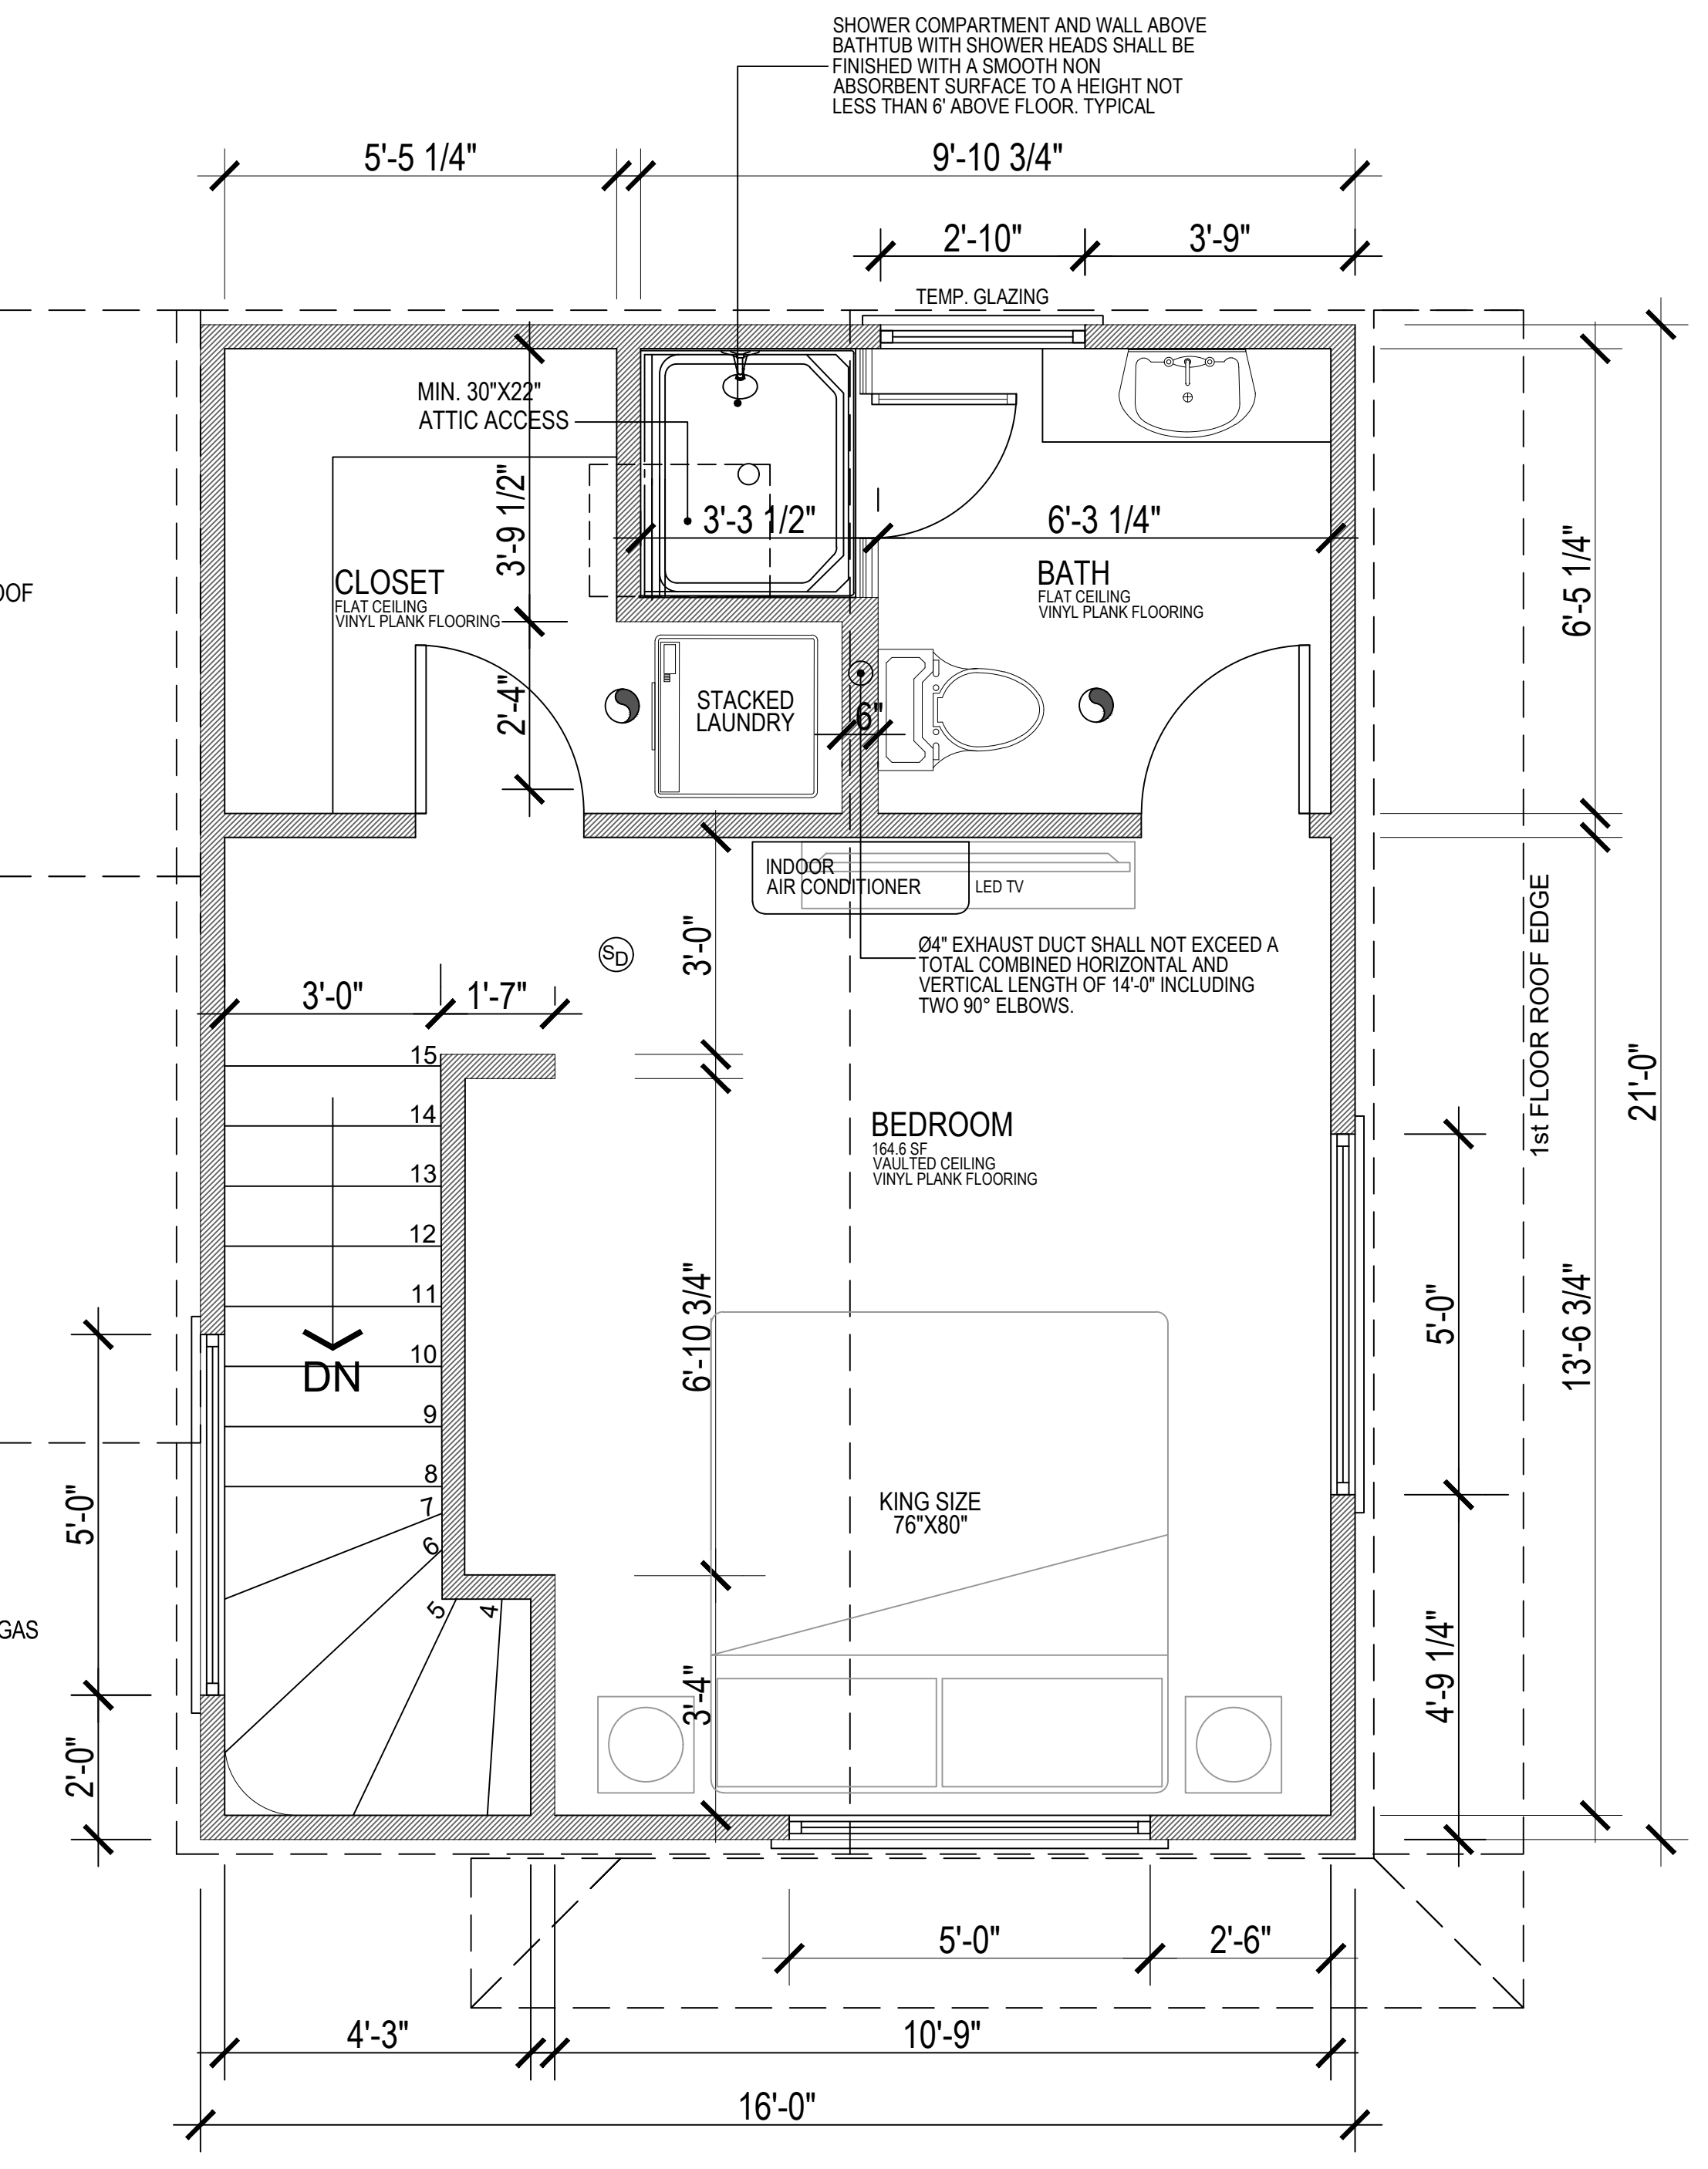 SHOWER COMPARTMENT AND WALL ABOVE
BATHTUB WITH SHOWER HEADS SHALL BE
FINISHED WITH A SMOOTH NON
ABSORBENT SURFACE TO A HEIGHT NOT
LESS THAN 6' ABOVE FLOOR. TYPICAL
5'-5 1/4"
9'-10 3/4"
2'-10"
3'-9"
TEMP. GLAZING
MIN. 30"X22"
ATTIC ACCESS
3'-9 1/2"
3'-3 1/2"
6'-3 1/4"
6'-5 1/4"
OOF
CLOSET
FLAT CEILING
VINYL PLANK FLOORING
BATH
FLAT CEILING
VINYL PLANK FLOORING
2'-4"
STACKED
LAUNDRY
6"
INDOOR
AIR CONDITIONER
LED TV
3'-0"
SD
Ø4" EXHAUST DUCT SHALL NOT EXCEED A
TOTAL COMBINED HORIZONTAL AND
VERTICAL LENGTH OF 14'-0" INCLUDING
TWO 90° ELBOWS.
1st FLOOR ROOF EDGE
21'-0"
3'-0"
1'-7"
15
14
13
12
11
10
9
8
7
6
5
4
DN
BEDROOM
164.6 SF
VAULTED CEILING
VINYL PLANK FLOORING
6'-10 3/4"
5'-0"
13'-6 3/4"
KING SIZE
76"X80"
5'-0"
GAS
3'-4"
4'-9 1/4"
2'-0"
5'-0"
2'-6"
4'-3"
10'-9"
16'-0"